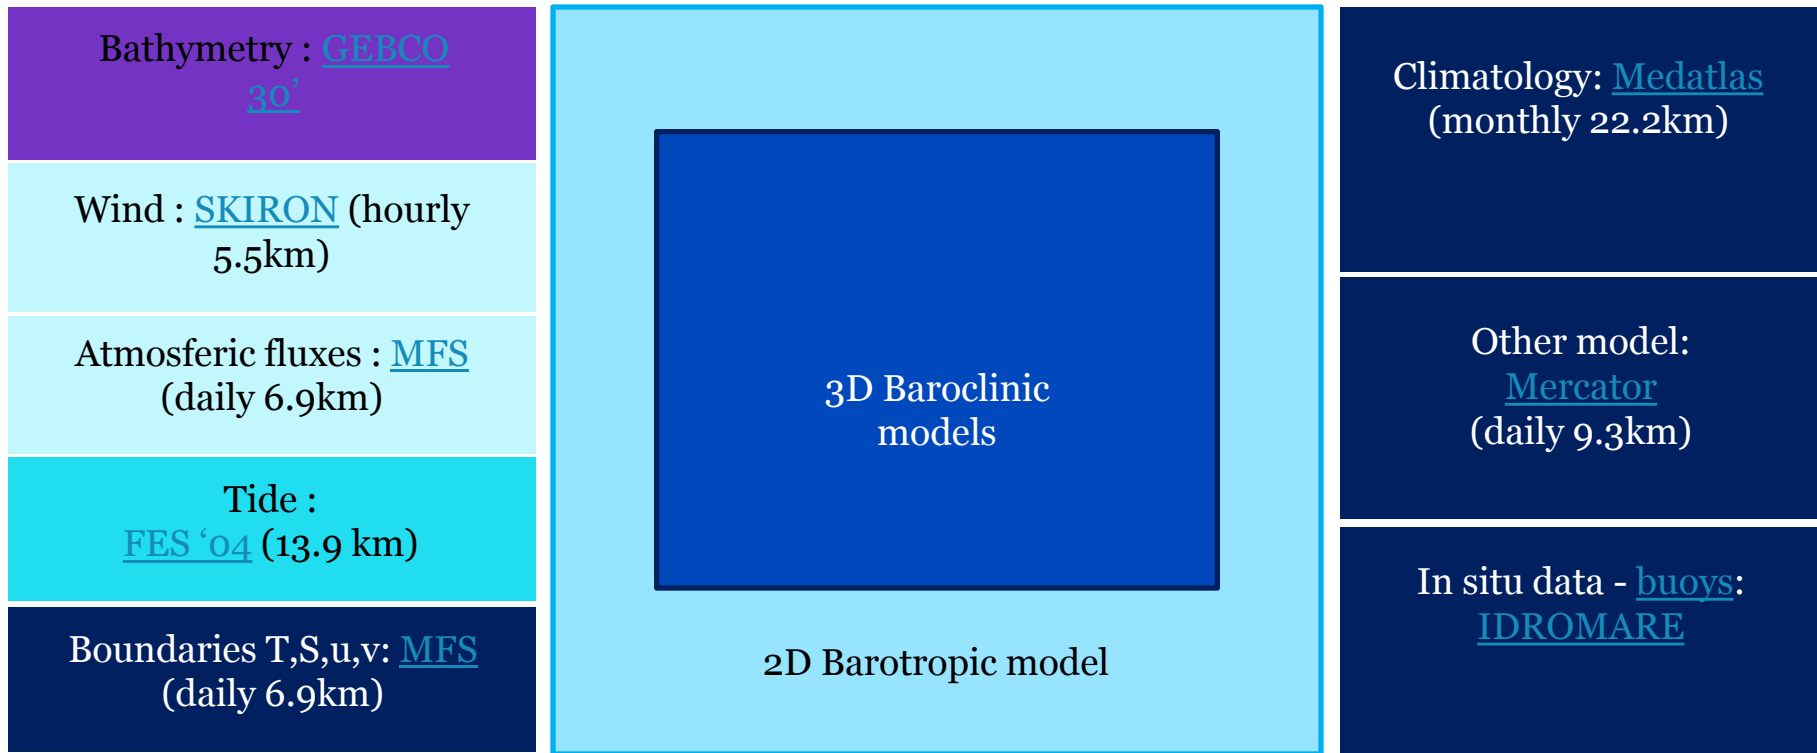 Bathymetry : GEBCO
30’
Wind : SKIRON (hourly
5.5km)
Atmosferic fluxes : MFS
(daily 6.9km)
Tide :
FES ‘04 (13.9 km)
Boundaries T,S,u,v: MFS
(daily 6.9km)
3D Baroclinic
models
2D Barotropic model
Climatology: Medatlas
(monthly 22.2km)
Other model:
Mercator
(daily 9.3km)
In situ data - buoys:
IDROMARE